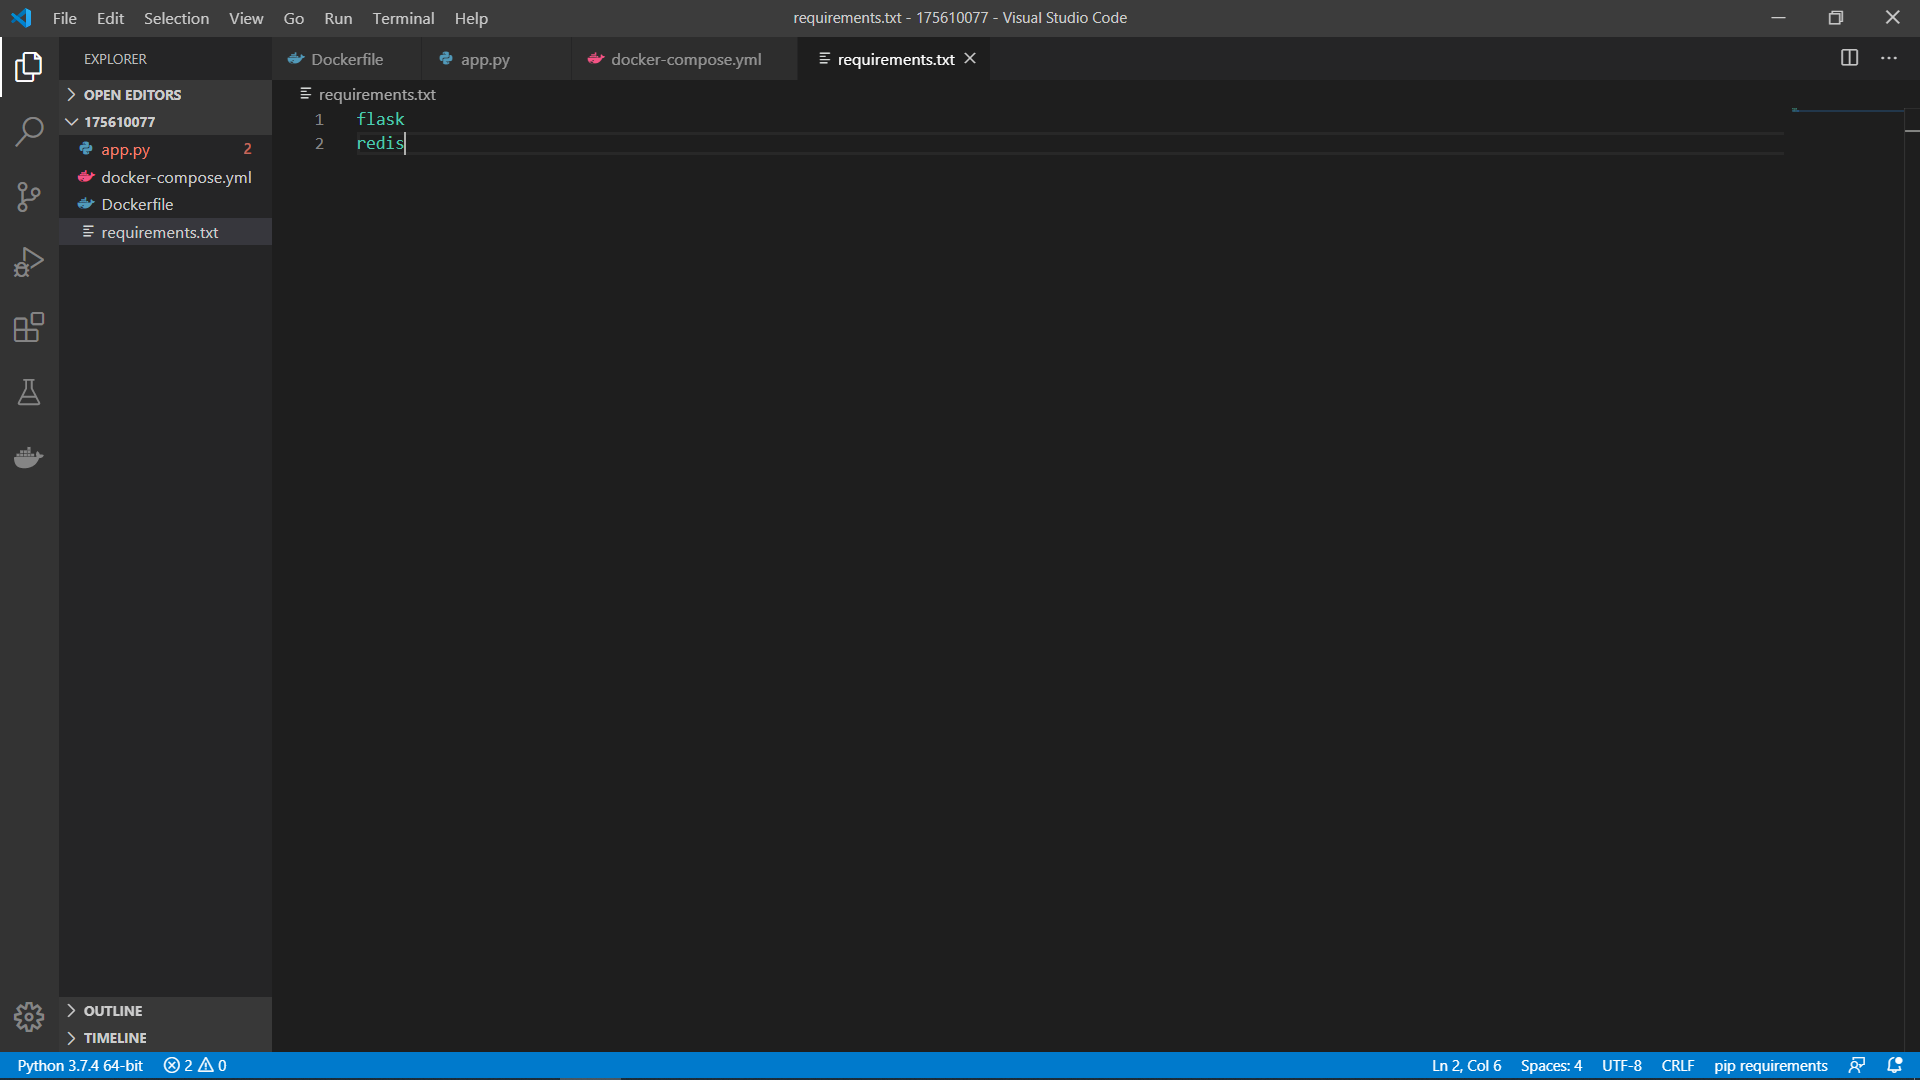 File Edit Selection View Go Run Terminal Help
requirements.txt - 175610077 - Visual Studio Code
EXPLORER
Dockerfile
app.py
docker-compose.yml
requirements.txt
OPEN EDITORS
175610077
app.py 2
docker-compose.yml
Dockerfile
requirements.txt
requirements.txt
1 flask
2 redis
OUTLINE
TIMELINE
Python 3.7.4 64-bit 2 0
Ln 2, Col 6 Spaces: 4 UTF-8 CRLF pip requirements